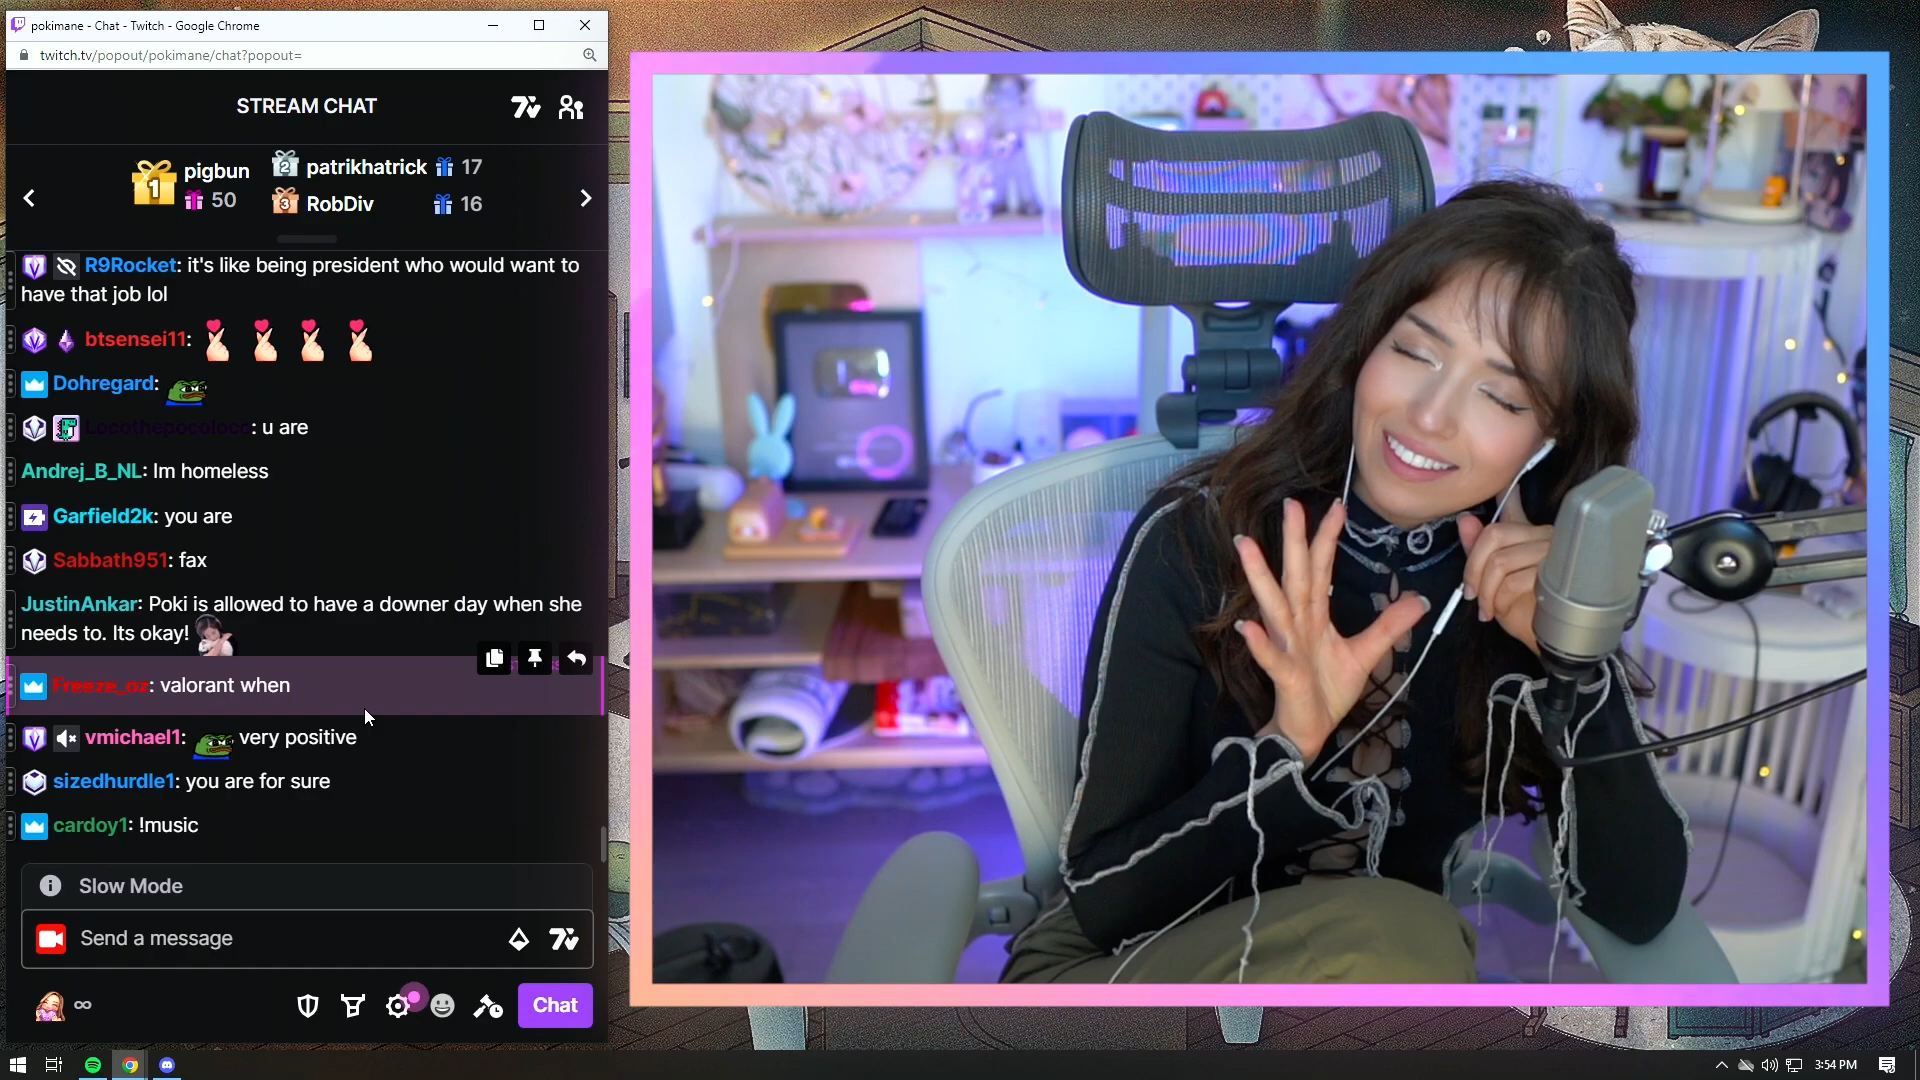 pokimane - Chat - Twitch - Google Chrome
twitch.tv/popout/pokimane/chat?popout=
STREAM CHAT
1 pigbun 50
2 patrikhatrick 17
3 RobDiv 16
R9Rocket: it's like being president who would want to
have that job lol
btsensei11:
Dohregard:
Locothepocoloco: u are
Andrej_B_NL: Im homeless
Garfield2k: you are
Sabbath951: fax
JustinAnkar: Poki is allowed to have a downer day when she
needs to. Its okay!
Freeze_oz: valorant when
vmichael1: very positive
sizedhurdle1: you are for sure
cardoy1: !music
Slow Mode
Send a message
∞
Chat
3:54 PM